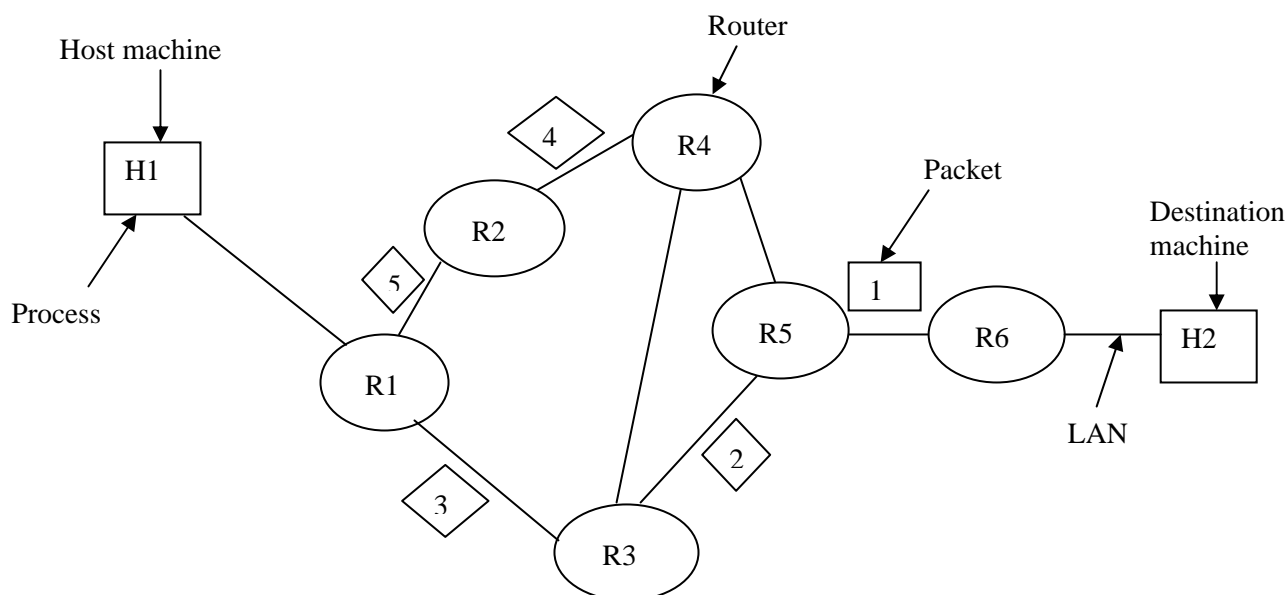 Router
Host machine
4
H1
R4
Packet
Destination
machine
R2
5
1
Process
R5
R6
H2
R1
LAN
2
3
R3